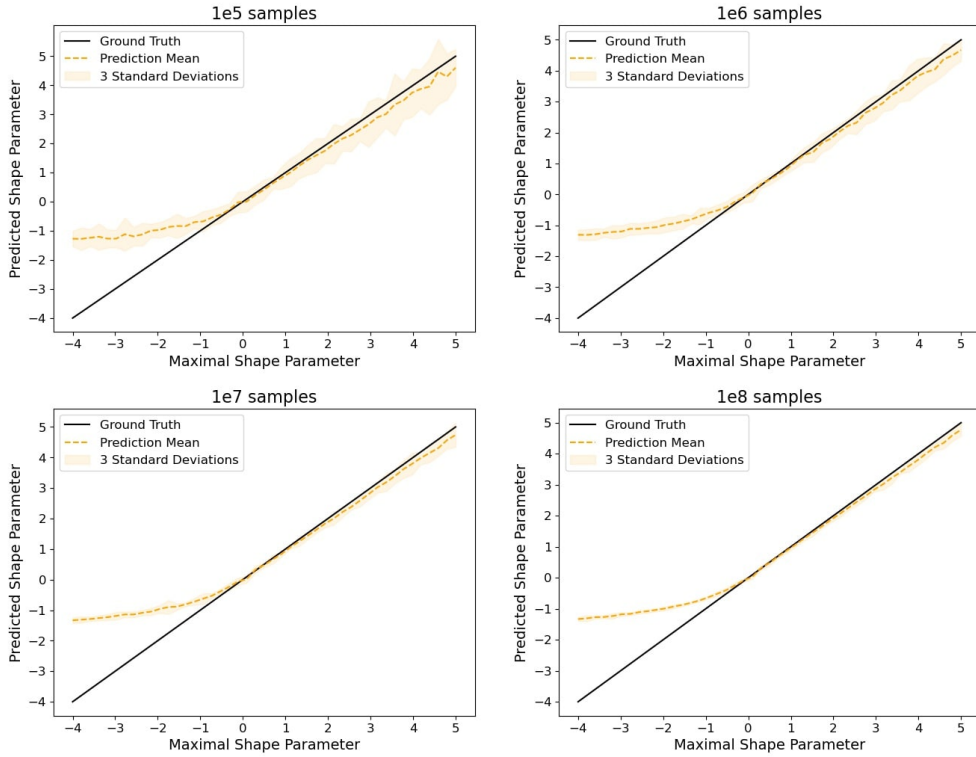 1e5 samples
Ground Truth
Prediction Mean
3 Standard Deviations
5
4
3
2
1
0
−1
−2
−3
−4
Predicted Shape Parameter
−4 −3 −2 −1 0 1 2 3 4 5
Maximal Shape Parameter
1e6 samples
Ground Truth
Prediction Mean
3 Standard Deviations
5
4
3
2
1
0
−1
−2
−3
−4
Predicted Shape Parameter
−4 −3 −2 −1 0 1 2 3 4 5
Maximal Shape Parameter
1e7 samples
Ground Truth
Prediction Mean
3 Standard Deviations
5
4
3
2
1
0
−1
−2
−3
−4
Predicted Shape Parameter
−4 −3 −2 −1 0 1 2 3 4 5
Maximal Shape Parameter
1e8 samples
Ground Truth
Prediction Mean
3 Standard Deviations
5
4
3
2
1
0
−1
−2
−3
−4
Predicted Shape Parameter
−4 −3 −2 −1 0 1 2 3 4 5
Maximal Shape Parameter